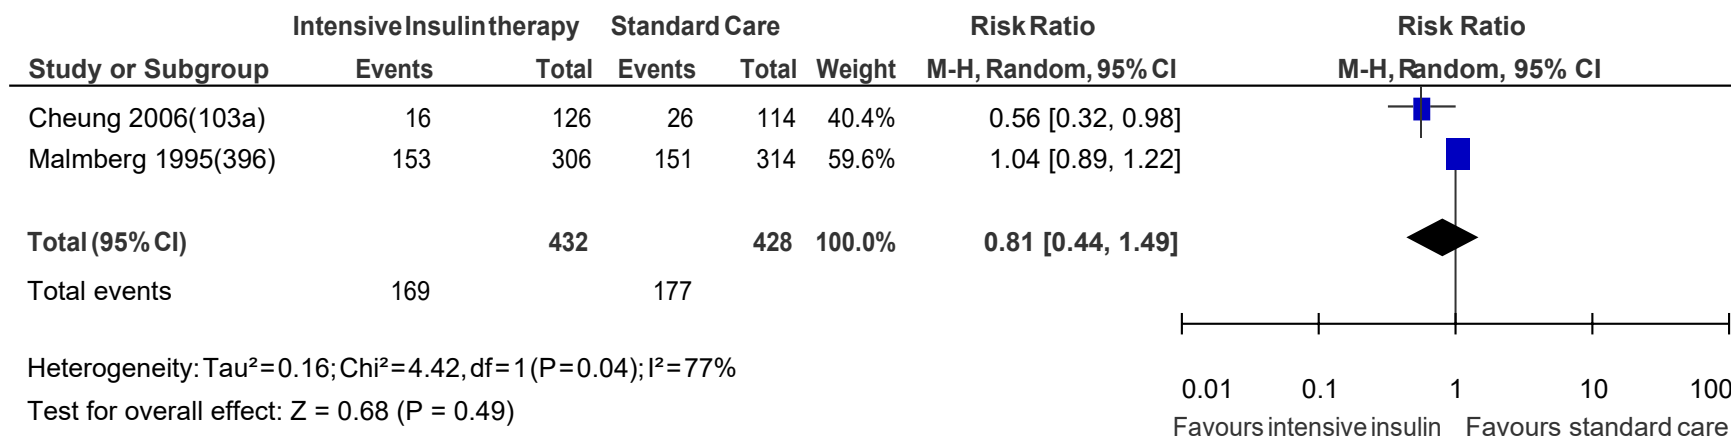 Intensive Insulin therapy Standard Care Risk Ratio Risk Ratio
Study or Subgroup Events Total Events Total Weight M-H, Random, 95% CI M-H, Random, 95% CI
Cheung 2006(103a) 16 126 26 114 40.4% 0.56 [0.32, 0.98]
Malmberg 1995(396) 153 306 151 314 59.6% 1.04 [0.89, 1.22]
Total (95% CI) 432 428 100.0% 0.81 [0.44, 1.49]
Total events 169 177
Heterogeneity: Tau²=0.16; Chi²=4.42, df=1 (P=0.04); I²=77%
Test for overall effect: Z = 0.68 (P = 0.49)
0.01 0.1 1 10 100
Favours intensive insulin Favours standard care